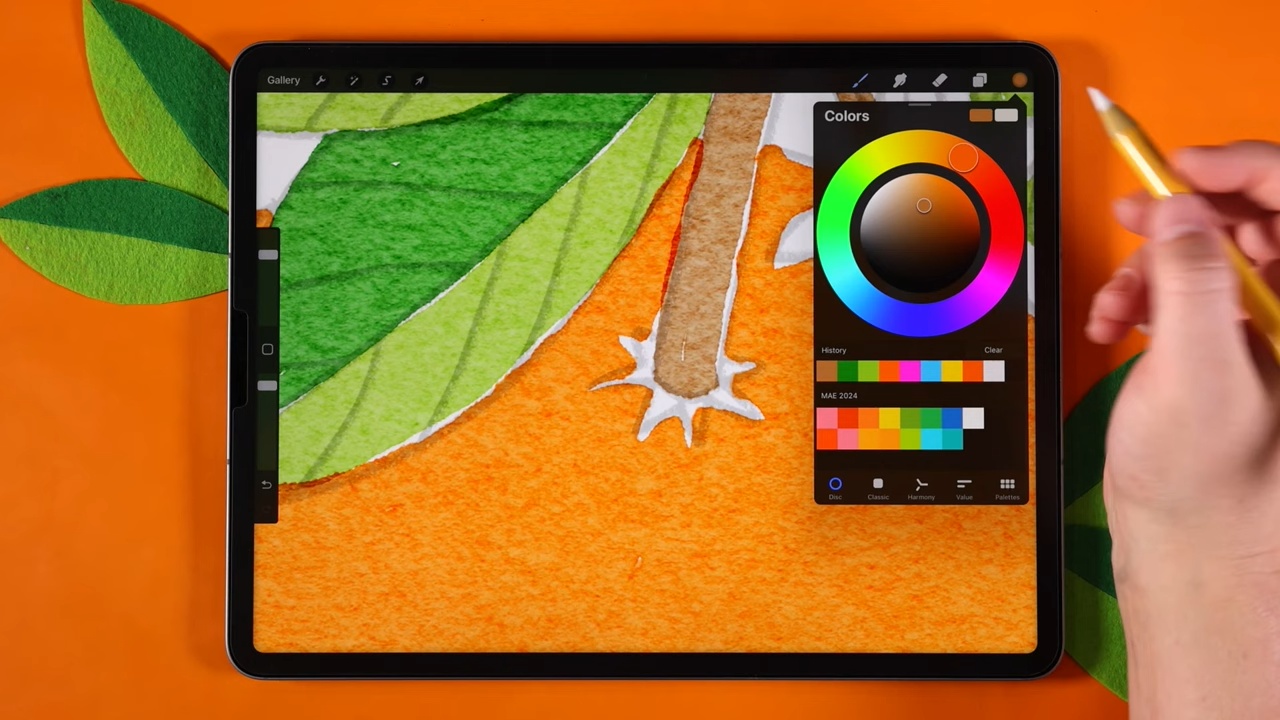 Gallery
Colors
History Clear
MAE 2024
Disc Classic Harmony Value Palettes